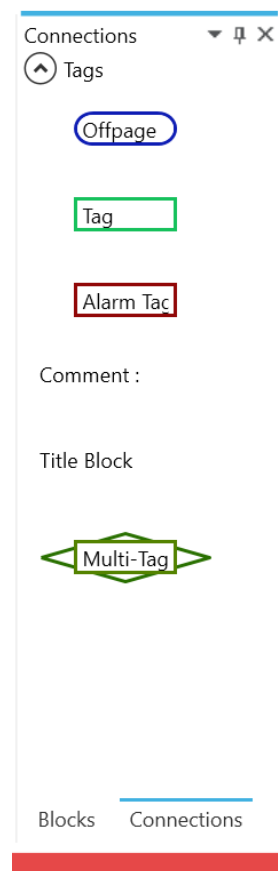 Connections
Tags
Offpage
Tag
Alarm Tag
Comment :
Title Block
Multi-Tag
Blocks Connections